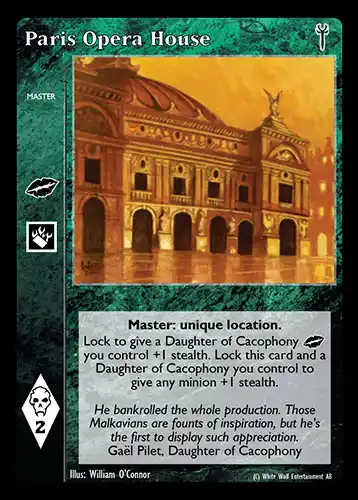 Paris Opera House
MASTER
Master: unique location.
Lock to give a Daughter of Cacophony
you control +1 stealth. Lock this card and a
Daughter of Cacophony you control to
give any minion +1 stealth.
He bankrolled the whole production. Those
Malkavians are founts of inspiration, but he's
the first to display such appreciation.
Gaël Pilet, Daughter of Cacophony
2
Illus: William O'Connor
(C) White Wolf Entertainment AB